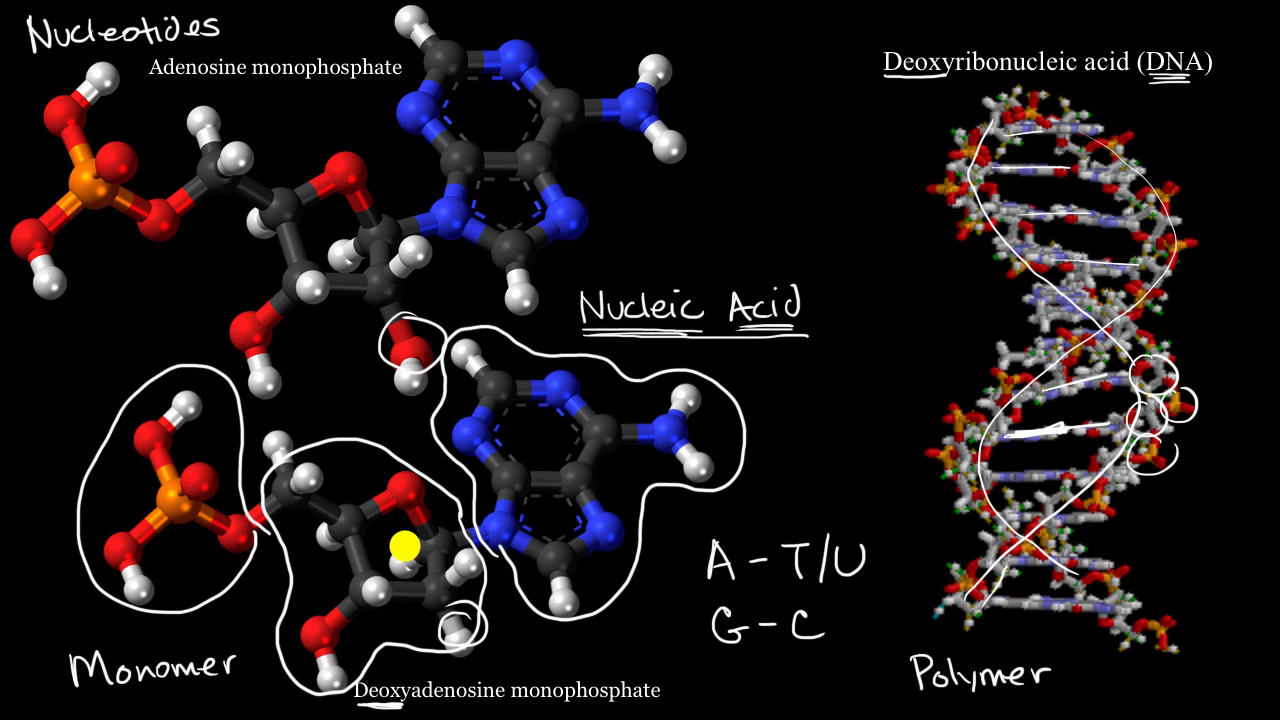 Nucleotides
Adenosine monophosphate
Deoxyribonucleic acid (DNA)
Nucleic Acid
A - T/U
G - C
Monomer
Deoxyadenosine monophosphate
Polymer